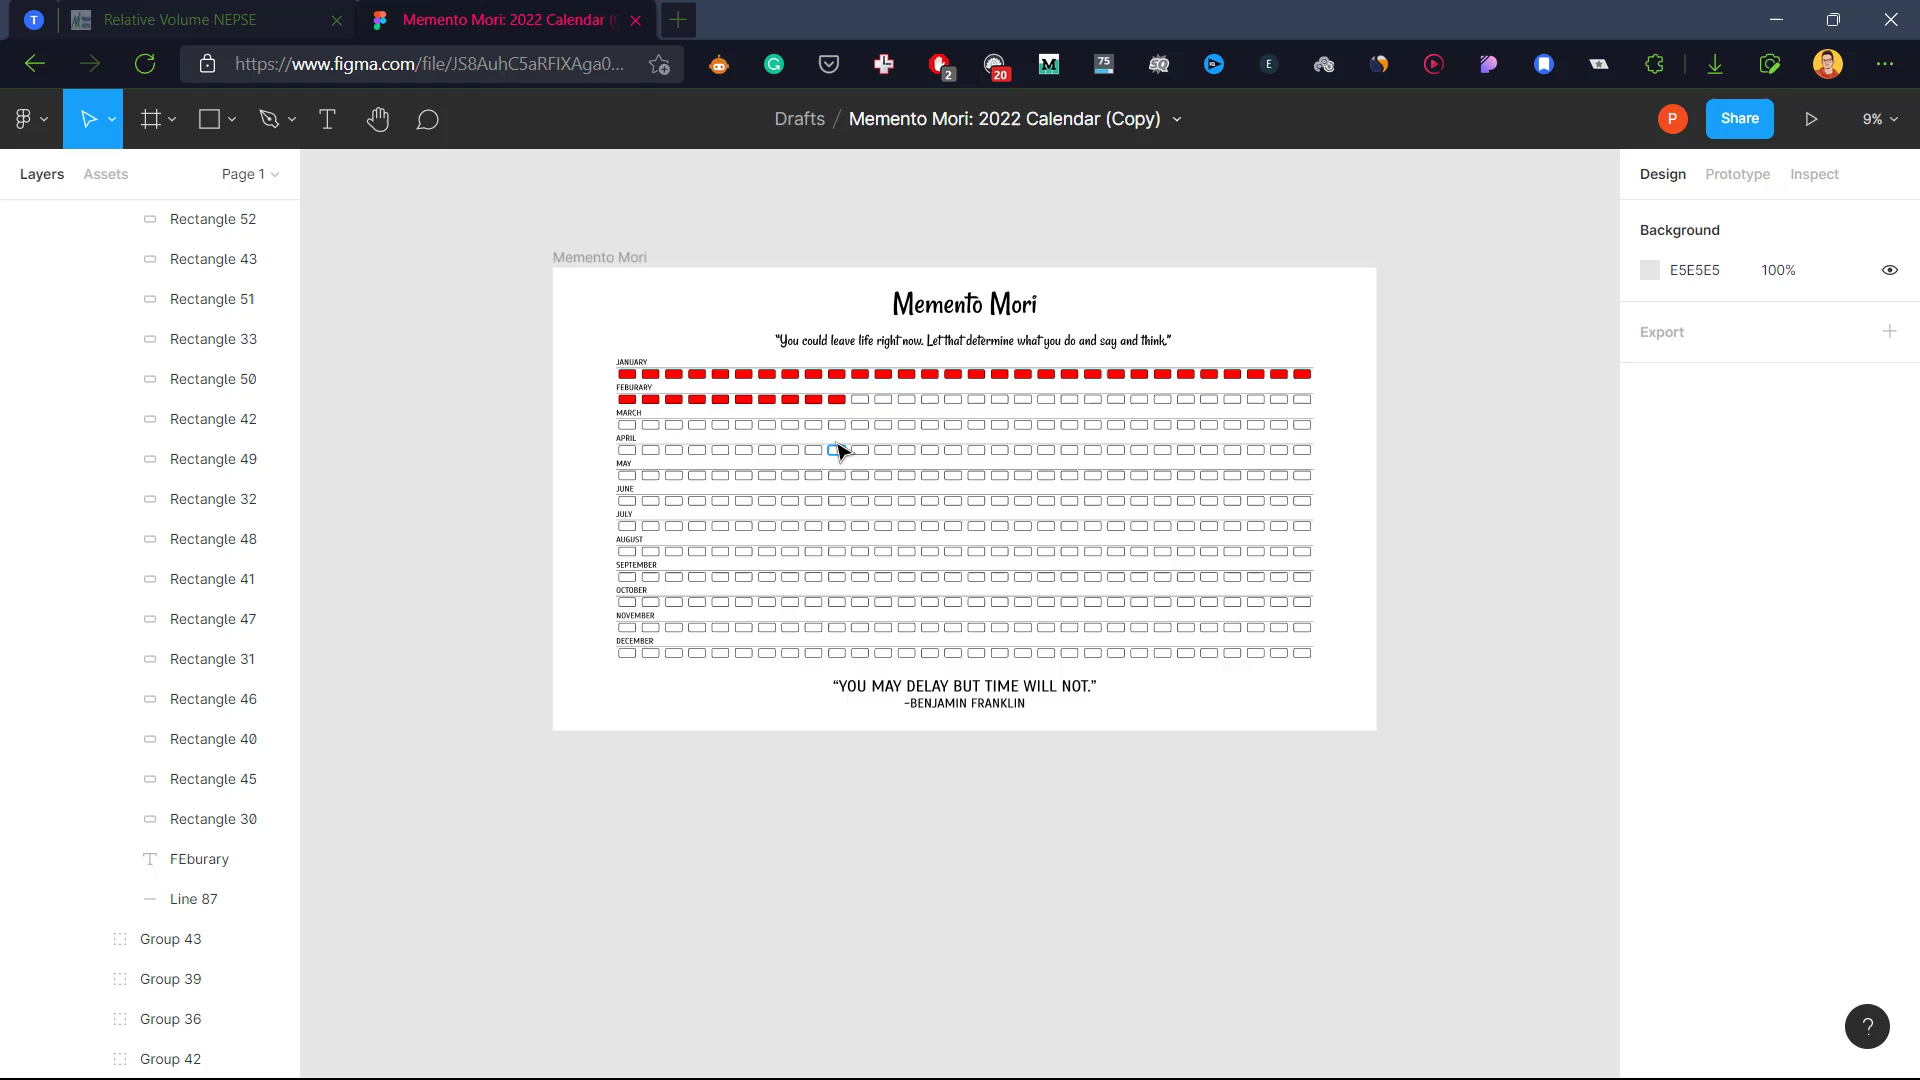 T
Relative Volume NEPSE
Memento Mori: 2022 Calendar (
https://www.figma.com/file/JS8AuhC5aRFIXAga0...
2
20
M
75
E
Drafts / Memento Mori: 2022 Calendar (Copy)
P
Share
9%
Layers
Assets
Page 1
Design
Prototype
Inspect
Rectangle 52
Rectangle 43
Rectangle 51
Rectangle 33
Rectangle 50
Rectangle 42
Rectangle 49
Rectangle 32
Rectangle 48
Rectangle 41
Rectangle 47
Rectangle 31
Rectangle 46
Rectangle 40
Rectangle 45
Rectangle 30
FEburary
Line 87
Group 43
Group 39
Group 36
Group 42
Memento Mori
Memento Mori
“You could leave life right now. Let that determine what you do and say and think.”
JANUARY
FEBURARY
MARCH
APRIL
MAY
JUNE
JULY
AUGUST
SEPTEMBER
OCTOBER
NOVEMBER
DECEMBER
“YOU MAY DELAY BUT TIME WILL NOT.”
-BENJAMIN FRANKLIN
Background
E5E5E5
100%
Export
?